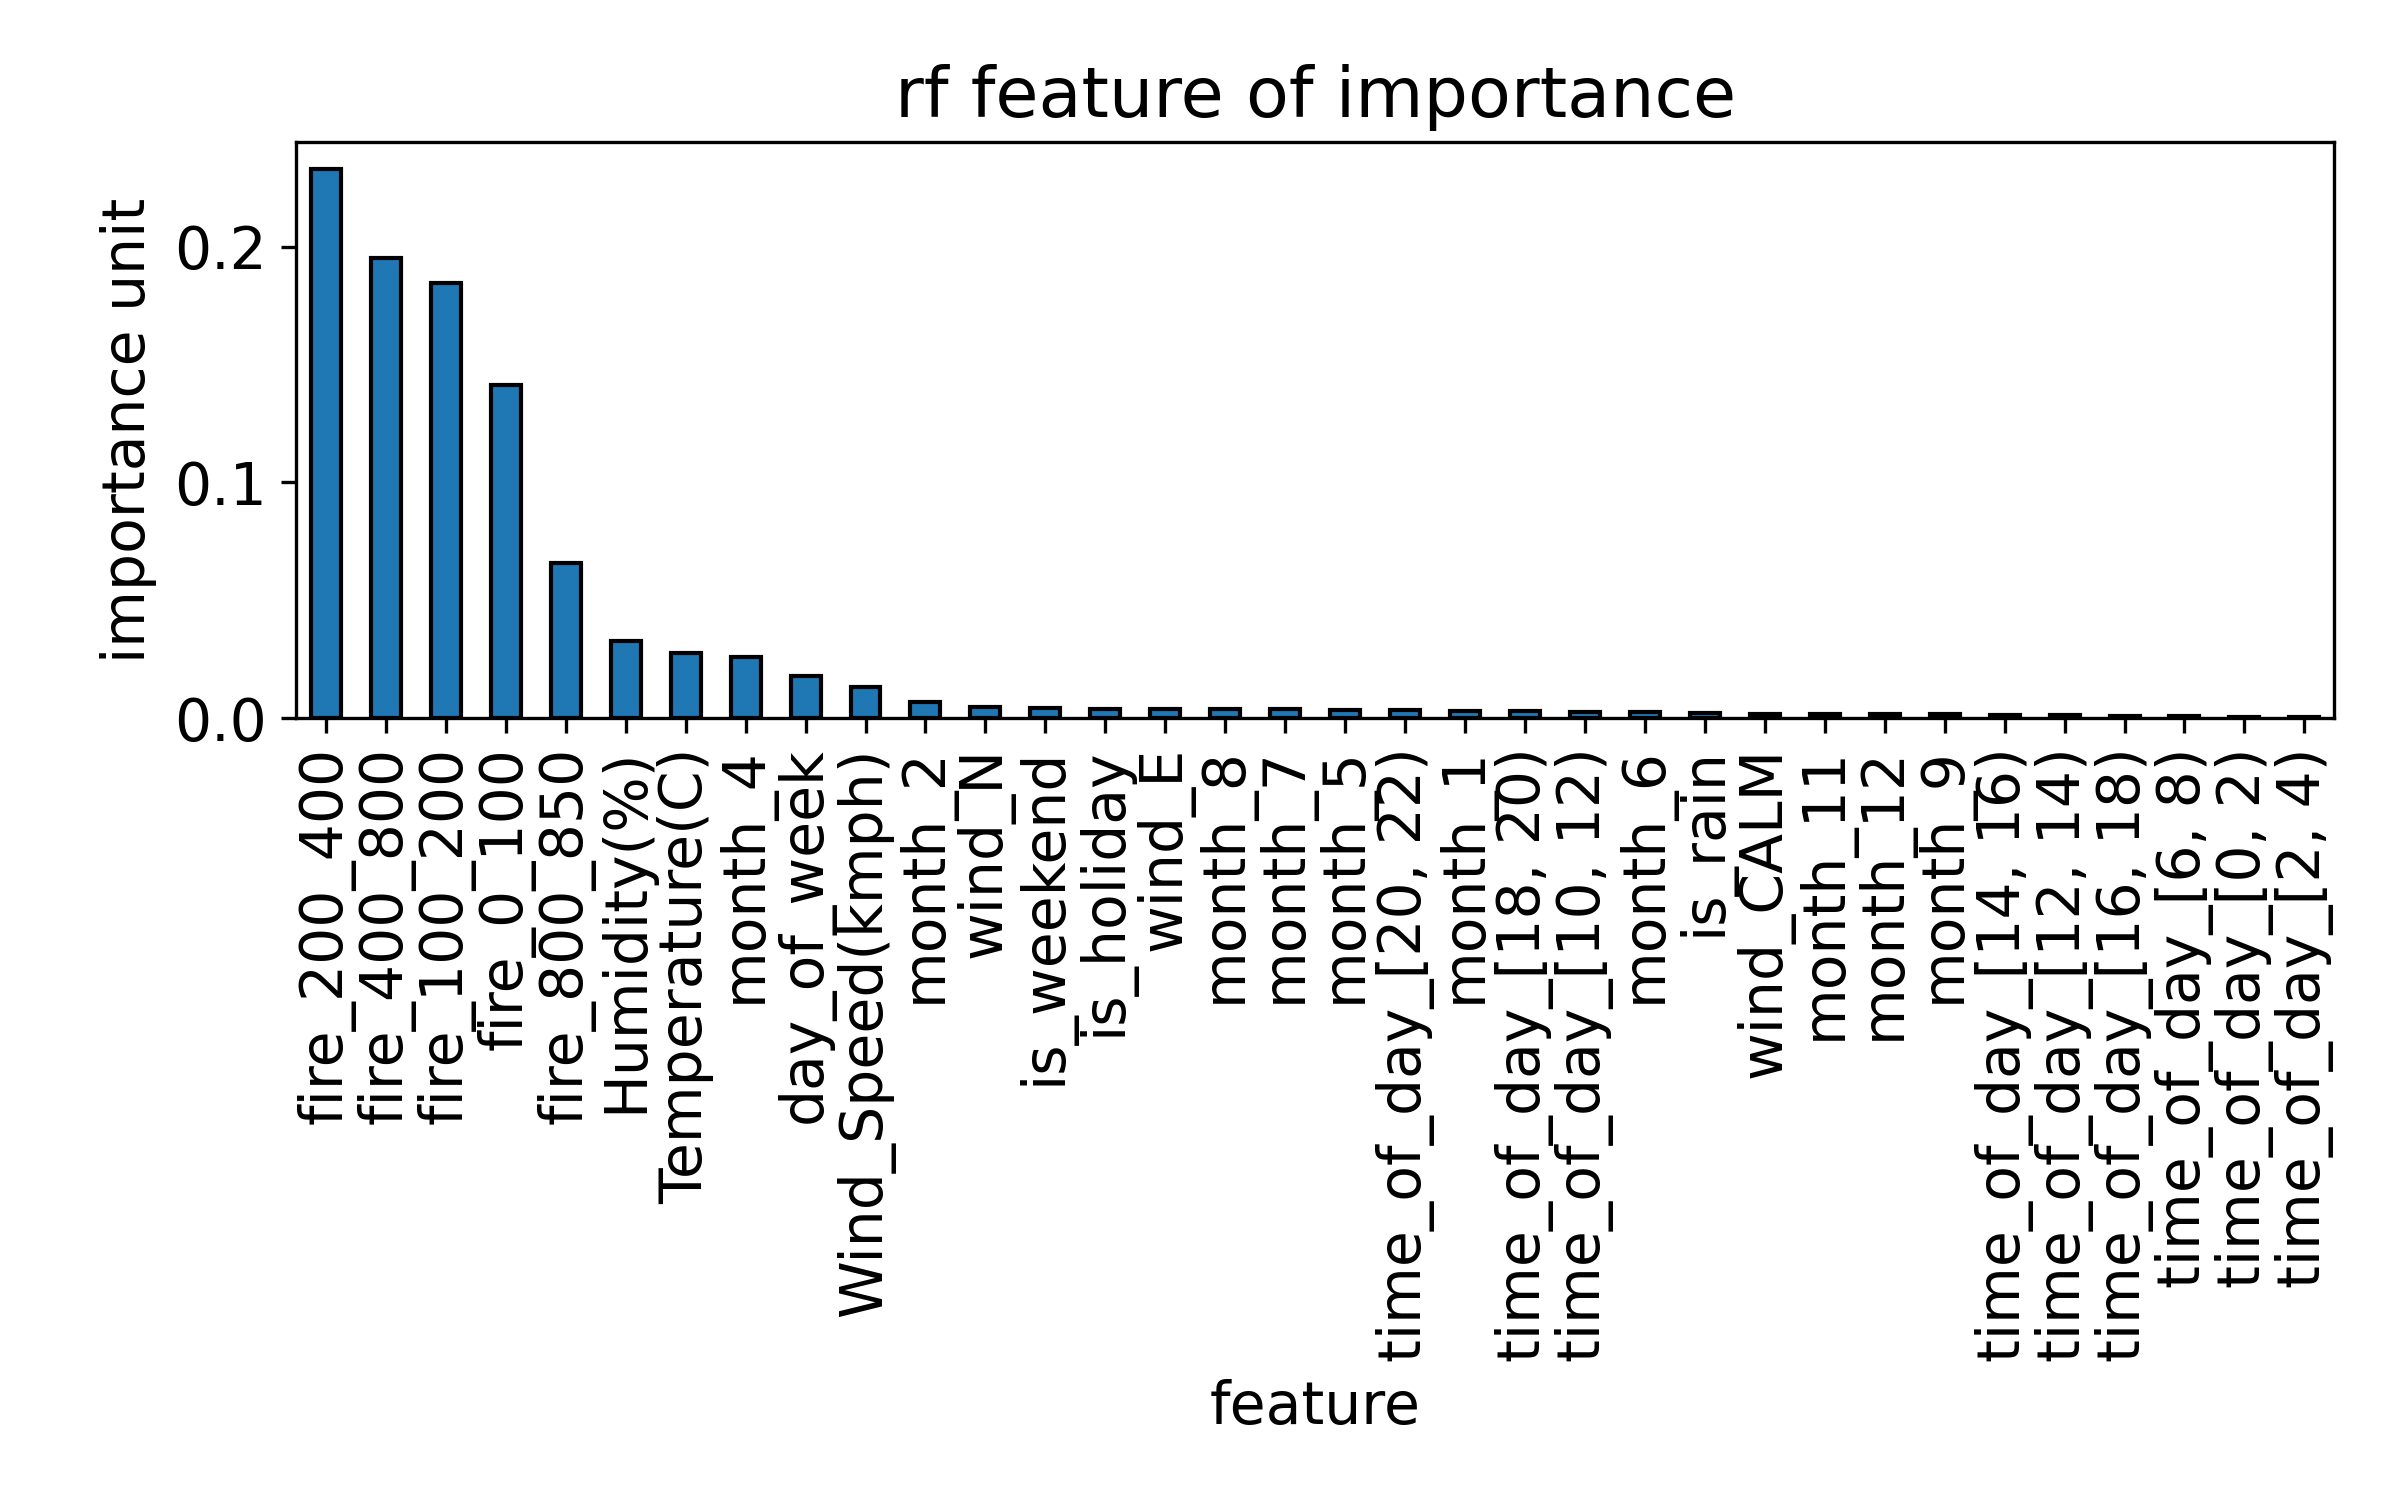 rf feature of importance
importance unit
0.2
0.1
0.0
fire_200_400
fire_400_800
fire_100_200
fire_0_100
fire_800_850
Humidity(%)
Temperature(C)
month_4
day_of_week
Wind_Speed(kmph)
month_2
wind_N
is_weekend
is_holiday
wind_E
month_8
month_7
month_5
time_of_day_[20, 22)
month_1
time_of_day_[18, 20)
time_of_day_[10, 12)
month_6
is_rain
wind_CALM
month_11
month_12
month_9
time_of_day_[14, 16)
time_of_day_[12, 14)
time_of_day_[16, 18)
time_of_day_[6, 8)
time_of_day_[0, 2)
time_of_day_[2, 4)
feature